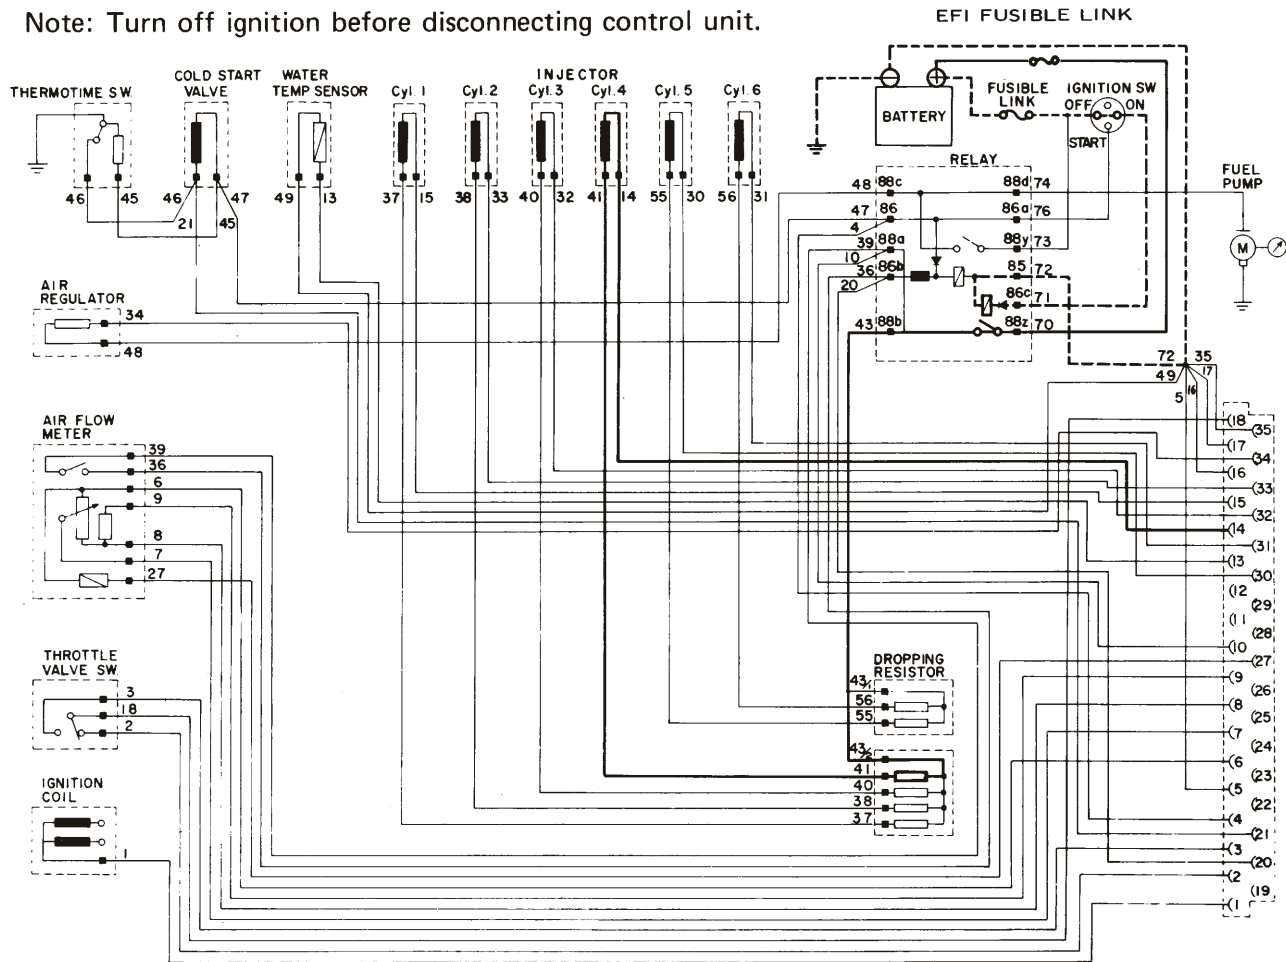 Note: Turn off ignition before disconnecting control unit.
EFI FUSIBLE LINK
THERMOTIME SW.
COLD START
VALVE
WATER
TEMP SENSOR
INJECTOR
Cyl. 1
Cyl. 2
Cyl. 3
Cyl. 4
Cyl. 5
Cyl. 6
BATTERY
FUSIBLE
LINK
IGNITION SW.
OFF
ON
START
46
45
46
47
21
45
49
13
37
15
38
33
40
32
41
14
55
30
56
31
RELAY
48
88c
88d
74
47
86
86a
76
4
39
88a
88y
73
10
36
86b
85
72
20
86c
71
43
88b
88z
70
FUEL
PUMP
M
AIR
REGULATOR
34
48
72
35
17
49
16
5
AIR FLOW
METER
39
36
6
9
8
7
27
THROTTLE
VALVE SW.
3
18
2
IGNITION
COIL
1
DROPPING
RESISTOR
43/1
56
55
43/2
41
40
38
37
(18
(35
(17
(34
(16
(33
(15
(32
(14
(31
(13
(30
(12
(29
(11
(28
(10
(27
(9
(26
(8
(25
(7
(24
(6
(23
(5
(22
(4
(21
(3
(20
(2
(19
(1